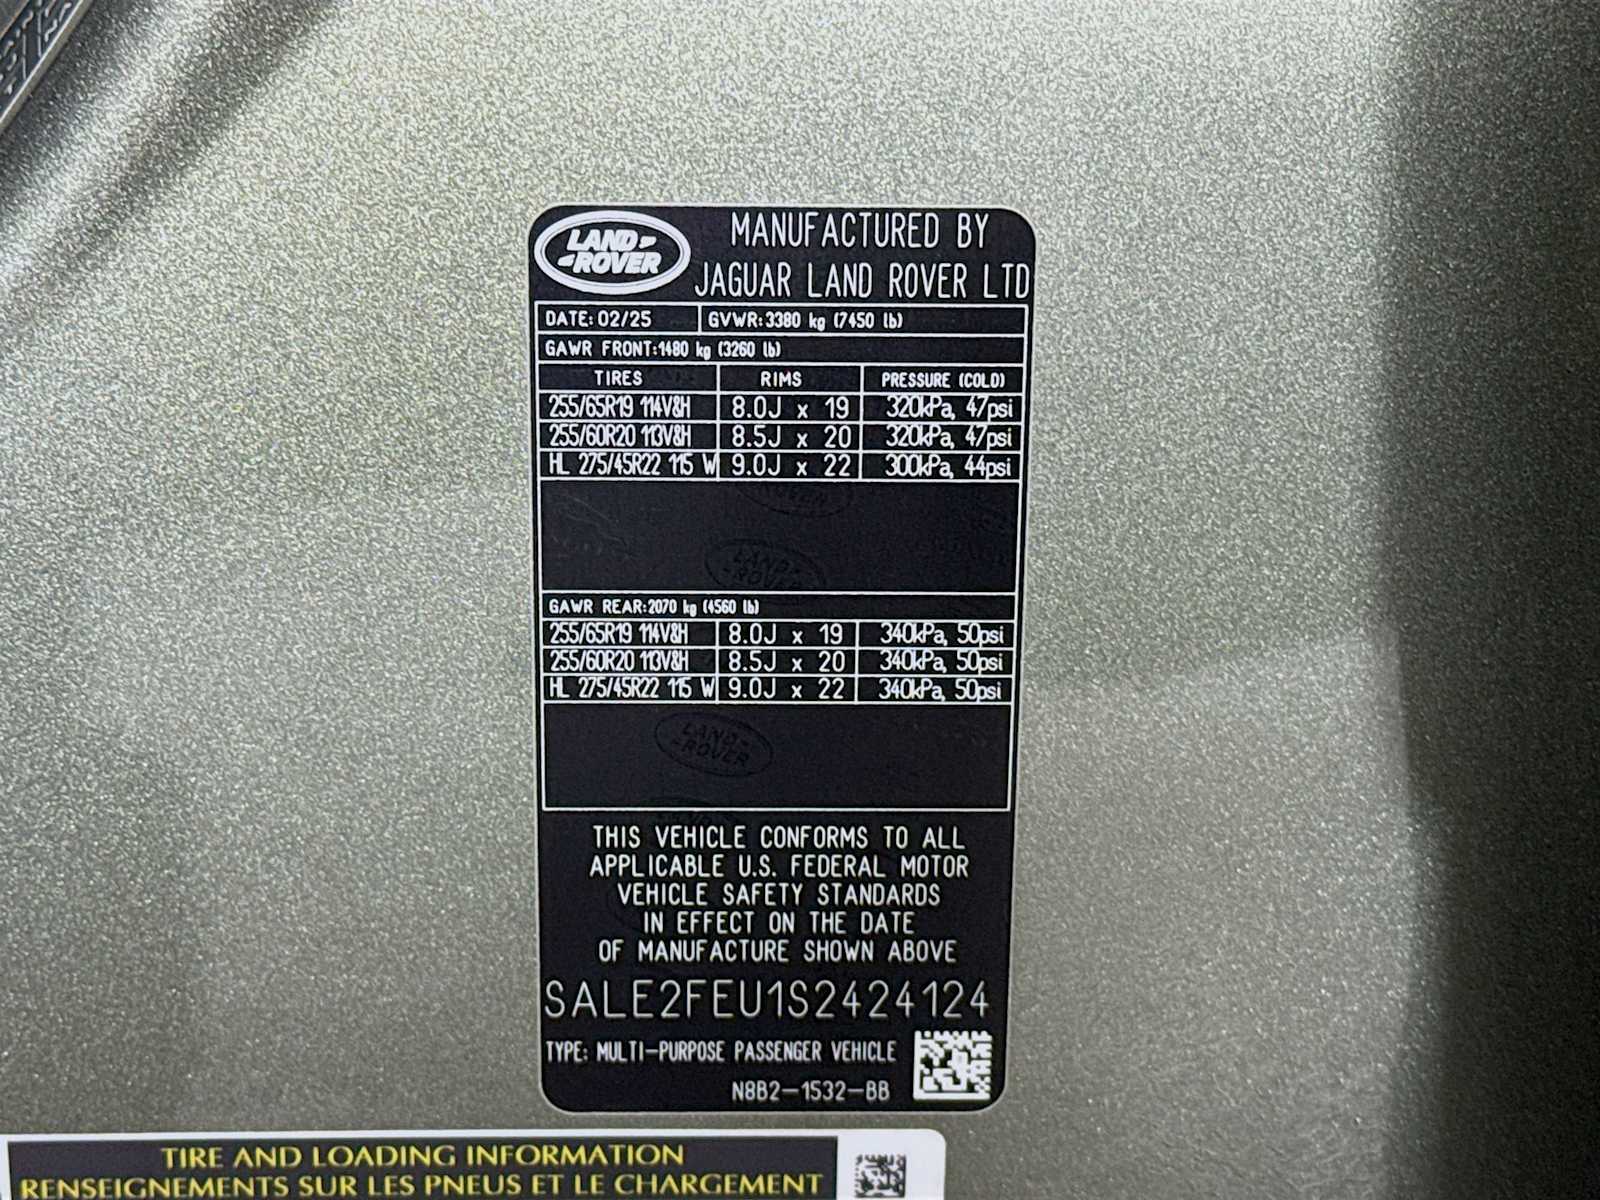 LAND
ROVER
MANUFACTURED BY
JAGUAR LAND ROVER LTD
DATE: 02/25 GVWR: 3380 kg (7450 lb)
GAWR FRONT: 1480 kg (3260 lb)
TIRES RIMS PRESSURE (COLD)
255/65R19 114V&H 8.0J x 19 320kPa, 47psi
255/60R20 113V&H 8.5J x 20 320kPa, 47psi
HL 275/45R22 115 W 9.0J x 22 300kPa, 44psi
LAND
ROVER
GAWR REAR: 2070 kg (4560 lb)
255/65R19 114V&H 8.0J x 19 340kPa, 50psi
255/60R20 113V&H 8.5J x 20 340kPa, 50psi
HL 275/45R22 115 W 9.0J x 22 340kPa, 50psi
LAND
ROVER
THIS VEHICLE CONFORMS TO ALL
APPLICABLE U.S. FEDERAL MOTOR
VEHICLE SAFETY STANDARDS
IN EFFECT ON THE DATE
OF MANUFACTURE SHOWN ABOVE
SALE2FEU1S2424124
TYPE: MULTI-PURPOSE PASSENGER VEHICLE
N8B2-1532-BB
TIRE AND LOADING INFORMATION
RENSEIGNEMENTS SUR LES PNEUS ET LE CHARGEMENT